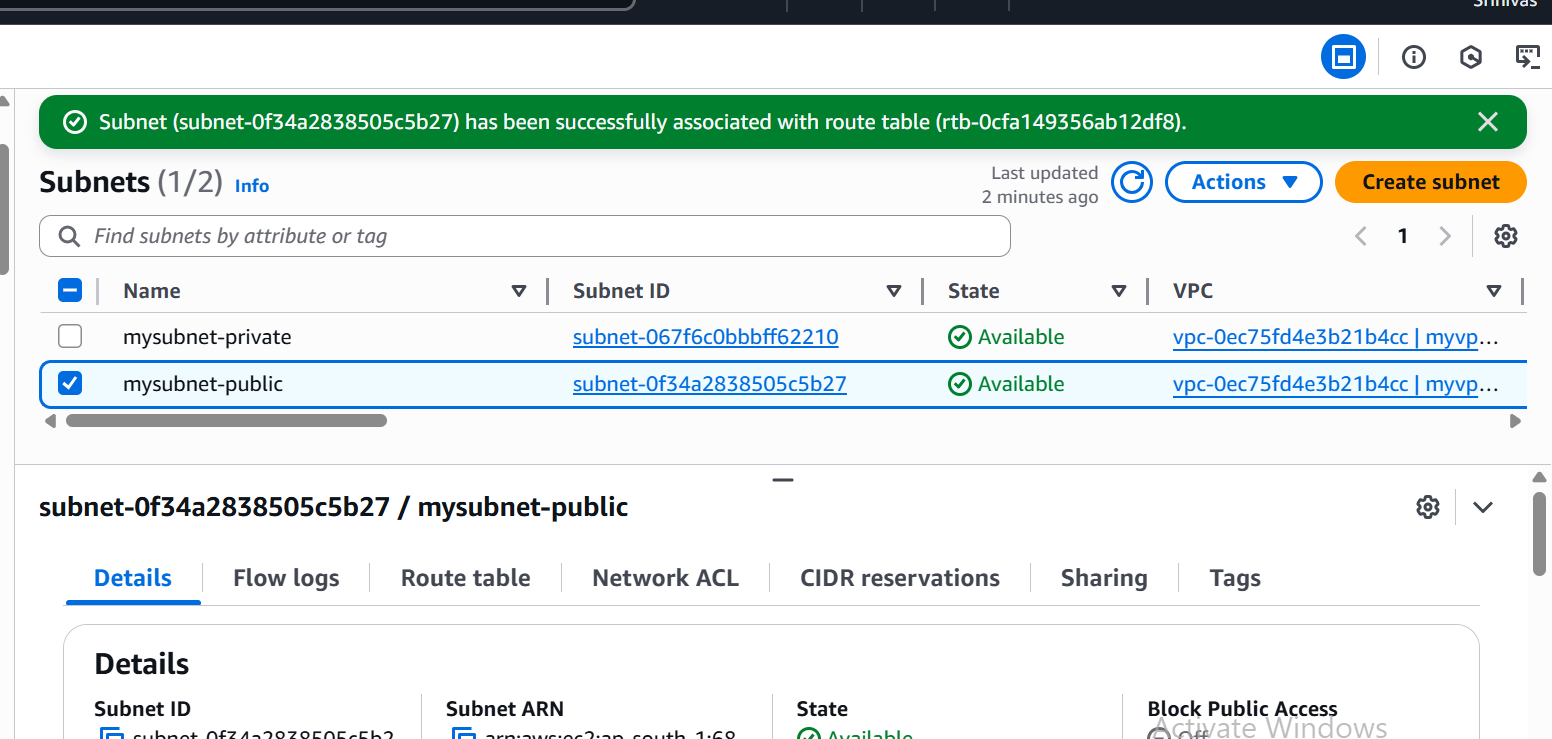 Srinivas
Subnet (subnet-0f34a2838505c5b27) has been successfully associated with route table (rtb-0cfa149356ab12df8).
Subnets (1/2) Info
Last updated
2 minutes ago
Actions
Create subnet
Find subnets by attribute or tag
1
Name Subnet ID State VPC
mysubnet-private subnet-067f6c0bbbff62210 Available vpc-0ec75fd4e3b21b4cc | myvp...
mysubnet-public subnet-0f34a2838505c5b27 Available vpc-0ec75fd4e3b21b4cc | myvp...
subnet-0f34a2838505c5b27 / mysubnet-public
Details Flow logs Route table Network ACL CIDR reservations Sharing Tags
Details
Subnet ID Subnet ARN State Block Public Access
subnet-0f34a2838505c5b2 arn:aws:ec2:ap-south-1:68 Available Off
Activate Windows